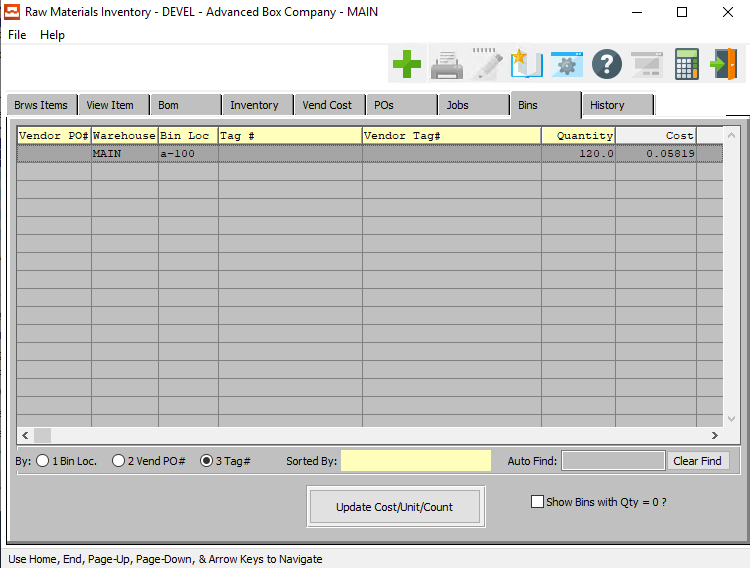 Raw Materials Inventory - DEVEL - Advanced Box Company - MAIN
File Help
Brws Items View Item Bom Inventory Vend Cost POs Jobs Bins History
Vendor PO# Warehouse Bin Loc Tag # Vendor Tag# Quantity Cost
MAIN a-100 120.0 0.05819
By: 1 Bin Loc. 2 Vend PO# 3 Tag# Sorted By: Auto Find: Clear Find
Update Cost/Unit/Count Show Bins with Qty = 0 ?
Use Home, End, Page-Up, Page-Down, & Arrow Keys to Navigate